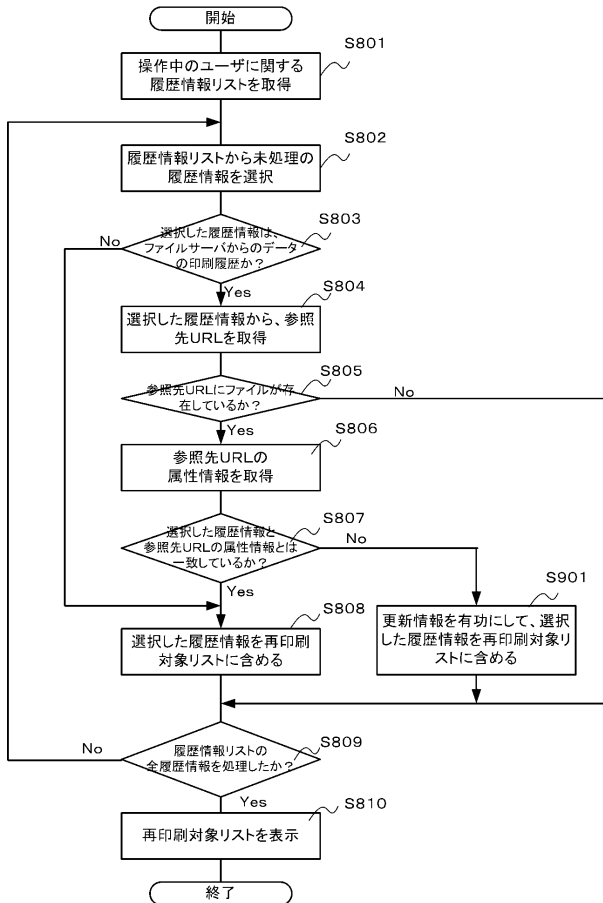 開始
S801
操作中のユーザに関する
履歴情報リストを取得
S802
履歴情報リストから未処理の
履歴情報を選択
S803
選択した履歴情報は、
ファイルサーバからのデータ
の印刷履歴か？
No
Yes
S804
選択した履歴情報から、参照
先URLを取得
S805
参照先URLにファイルが存
在しているか？
No
Yes
S806
参照先URLの
属性情報を取得
S807
選択した履歴情報と
参照先URLの属性情報とは
一致しているか？
No
Yes
S901
更新情報を有功にして、選択
した履歴情報を再印刷対象リ
ストに含める
S808
選択した履歴情報を再印刷
対象リストに含める
S809
履歴情報リストの
全履歴情報を処理したか？
No
Yes
S810
再印刷対象リストを表示
終了